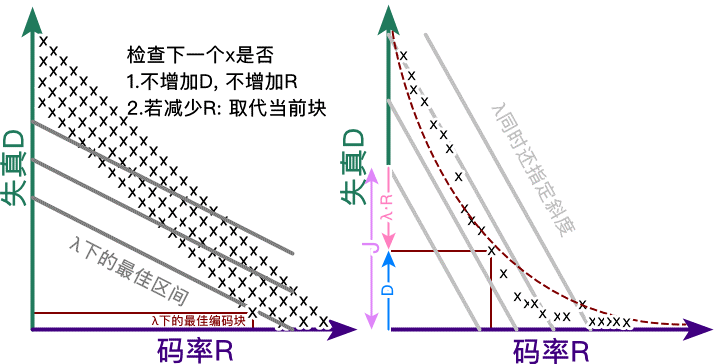 检查下一个x是否
1.不增加D, 不增加R
2.若减少R: 取代当前块
失真D
λ下的最佳区间
λ下的最佳编码块
码率R
λ同时还指定斜度
失真D
λ·R
J
D
码率R